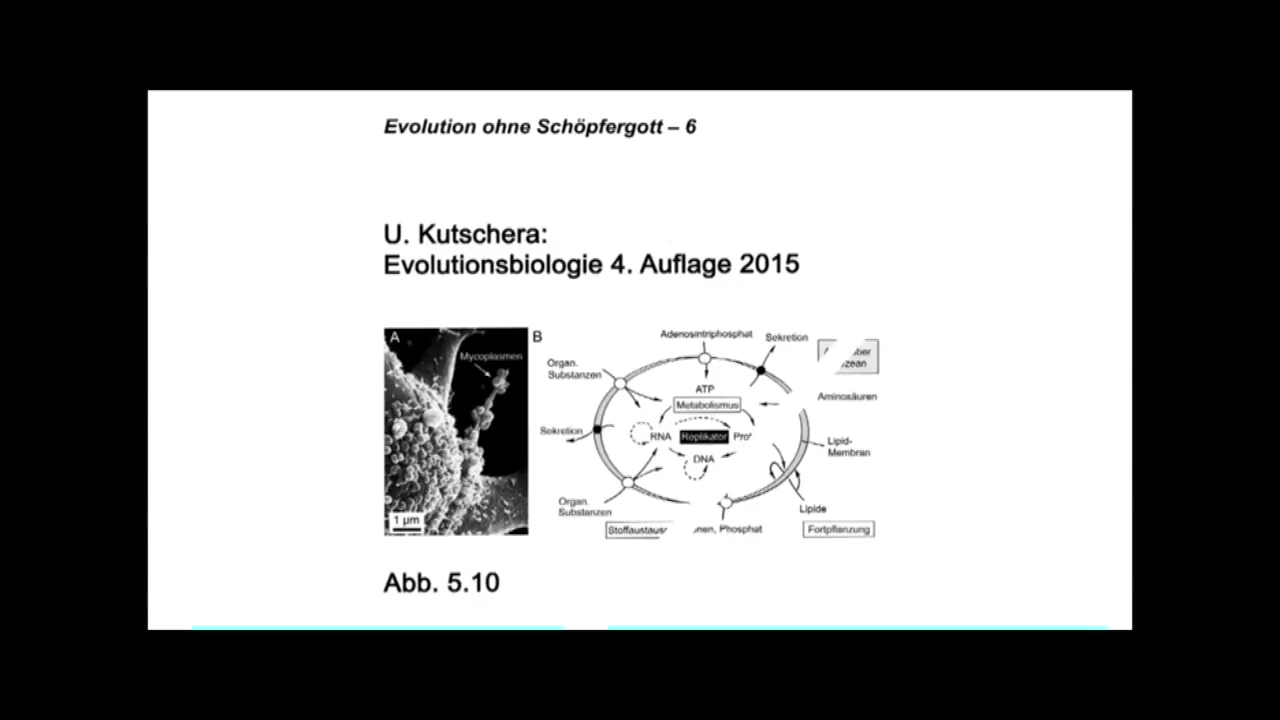 Evolution ohne Schöpfergott – 6
U. Kutschera:
Evolutionsbiologie 4. Auflage 2015
A
Mycoplasmen
1 µm
B
Adenosintriphosphat
Sekretion
Organ.
Substanzen
ATP
Metabolismus
Aminosäuren
Sekretion
RNA
Replikator
DNA
Lipid-
Membran
Organ.
Substanzen
Lipide
Phosphat
Fortpflanzung
Abb. 5.10